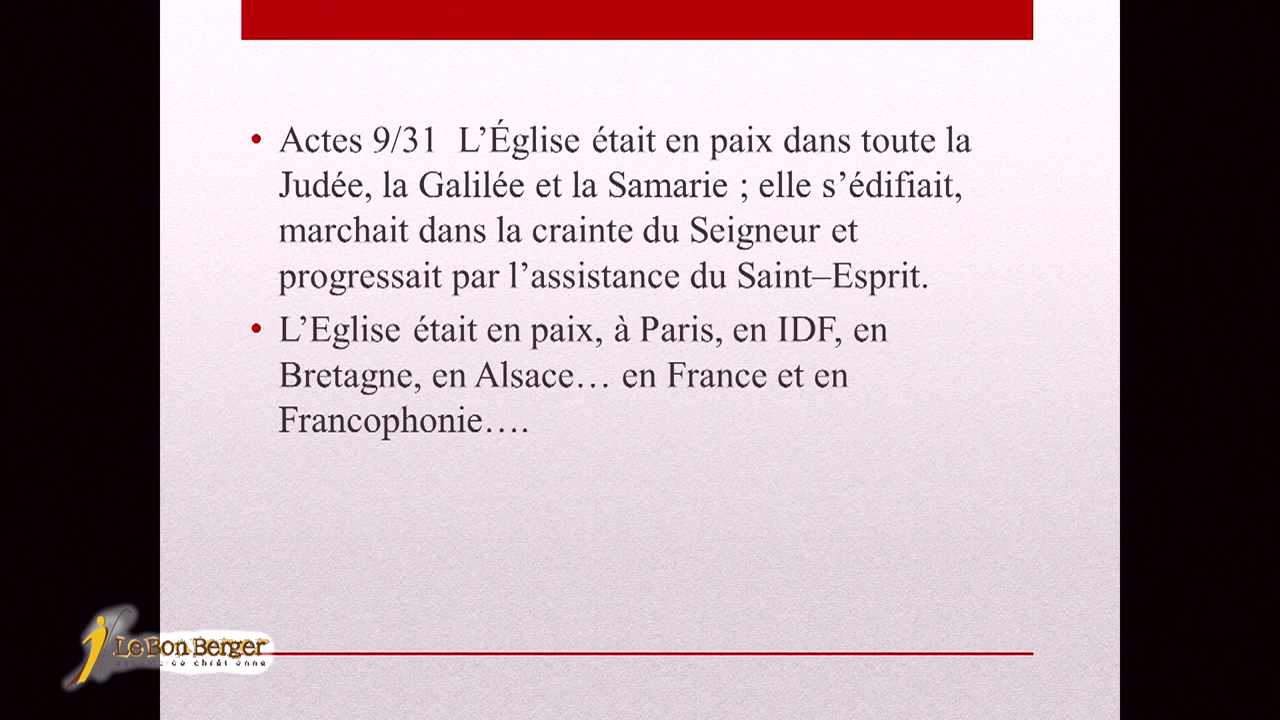 • Actes 9/31  L’Église était en paix dans toute la
Judée, la Galilée et la Samarie ; elle s’édifiait,
marchait dans la crainte du Seigneur et
progressait par l’assistance du Saint–Esprit.
• L’Eglise était en paix, à Paris, en IDF, en
Bretagne, en Alsace… en France et en
Francophonie….
Le Bon Berger